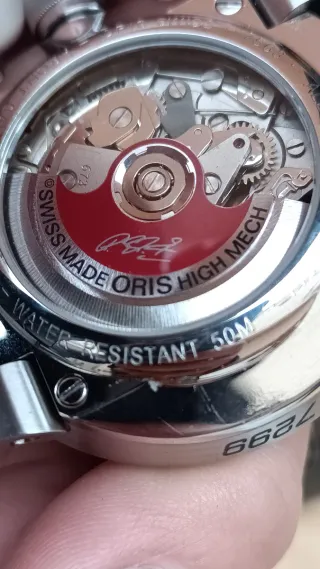 © SWISS MADE ORIS HIGH MECH
WATER RESISTANT 50M
7299